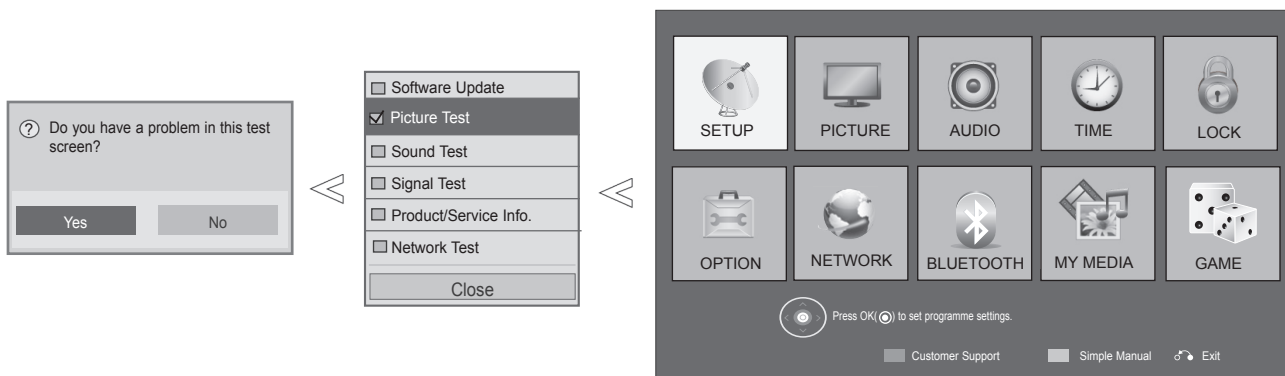 Do you have a problem in this test
screen?
Yes
No
Software Update
Picture Test
Sound Test
Signal Test
Product/Service Info.
Network Test
Close
SETUP
PICTURE
AUDIO
TIME
LOCK
OPTION
NETWORK
BLUETOOTH
MY MEDIA
GAME
Press OK(◉) to set programme settings.
Customer Support
Simple Manual
Exit